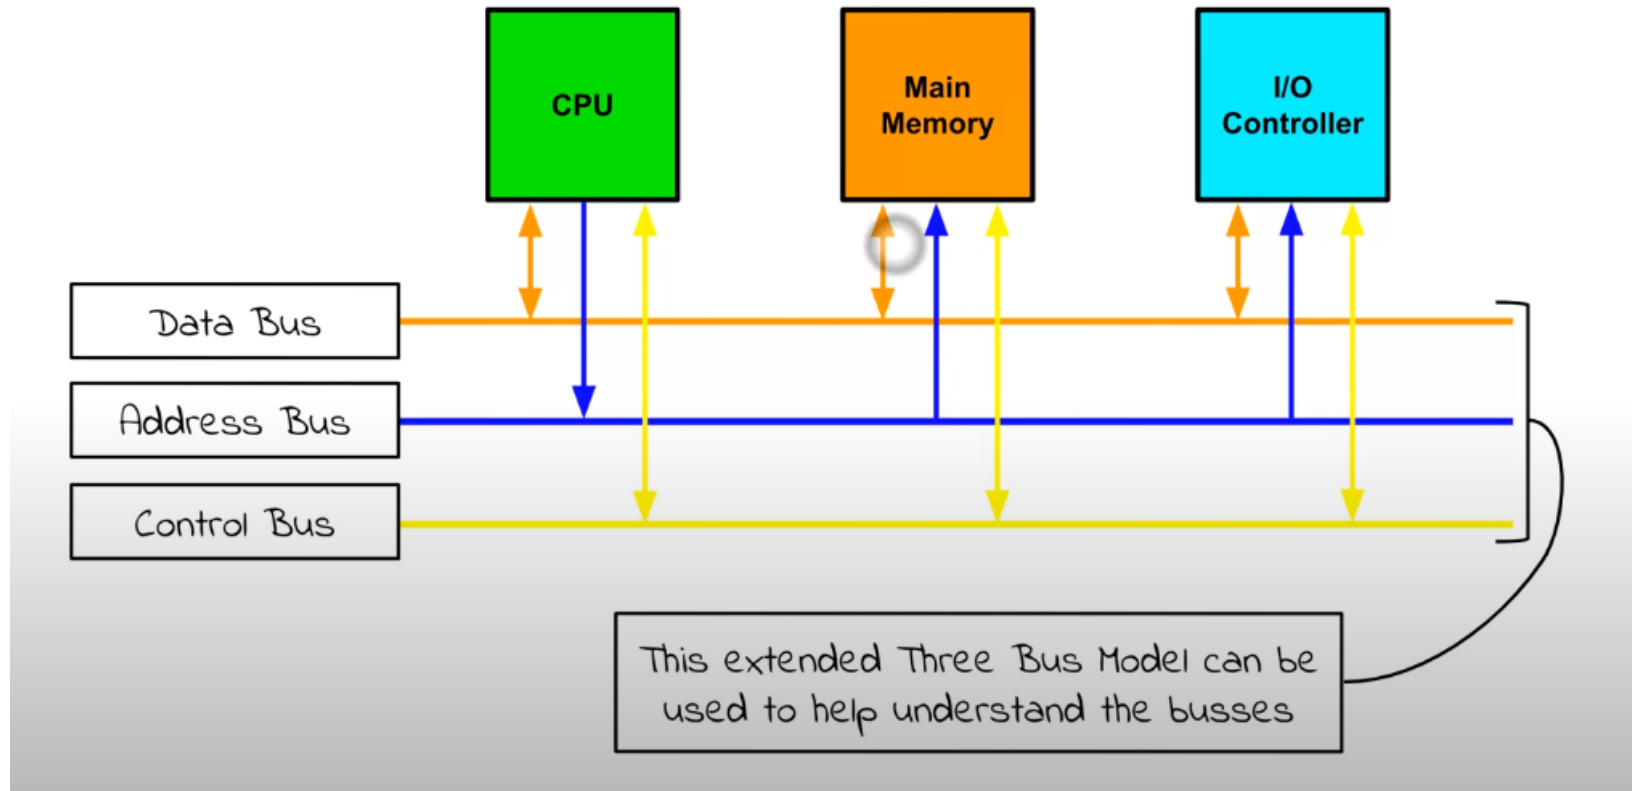 CPU
Main
Memory
I/O
Controller
Data Bus
Address Bus
Control Bus
This extended Three Bus Model can be
used to help understand the busses